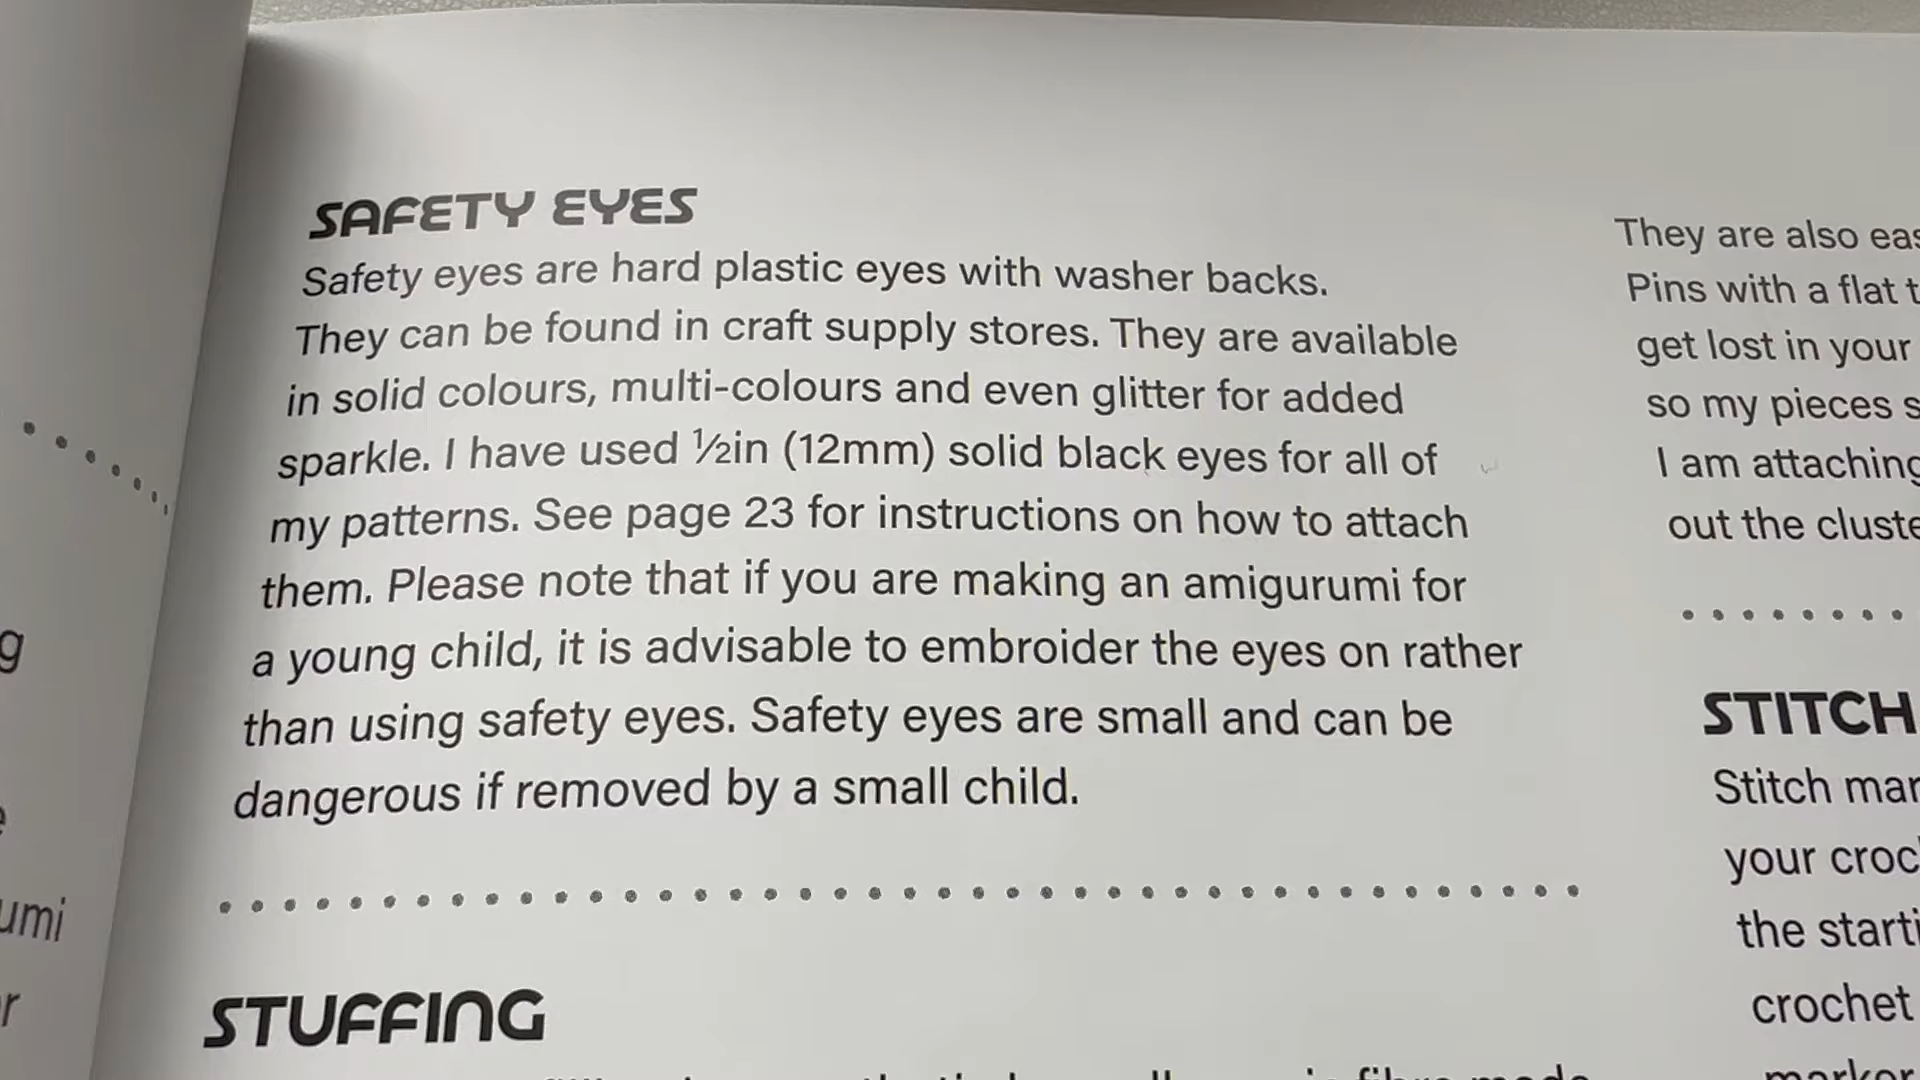 SAFETY EYES
Safety eyes are hard plastic eyes with washer backs.
They can be found in craft supply stores. They are available
in solid colours, multi-colours and even glitter for added
sparkle. I have used ½in (12mm) solid black eyes for all of
my patterns. See page 23 for instructions on how to attach
them. Please note that if you are making an amigurumi for
a young child, it is advisable to embroider the eyes on rather
than using safety eyes. Safety eyes are small and can be
dangerous if removed by a small child.
STUFFING
They are also
Pins with a flat
get lost in your
so my pieces
I am attaching
out the
STITCH
Stitch
your
the
crochet